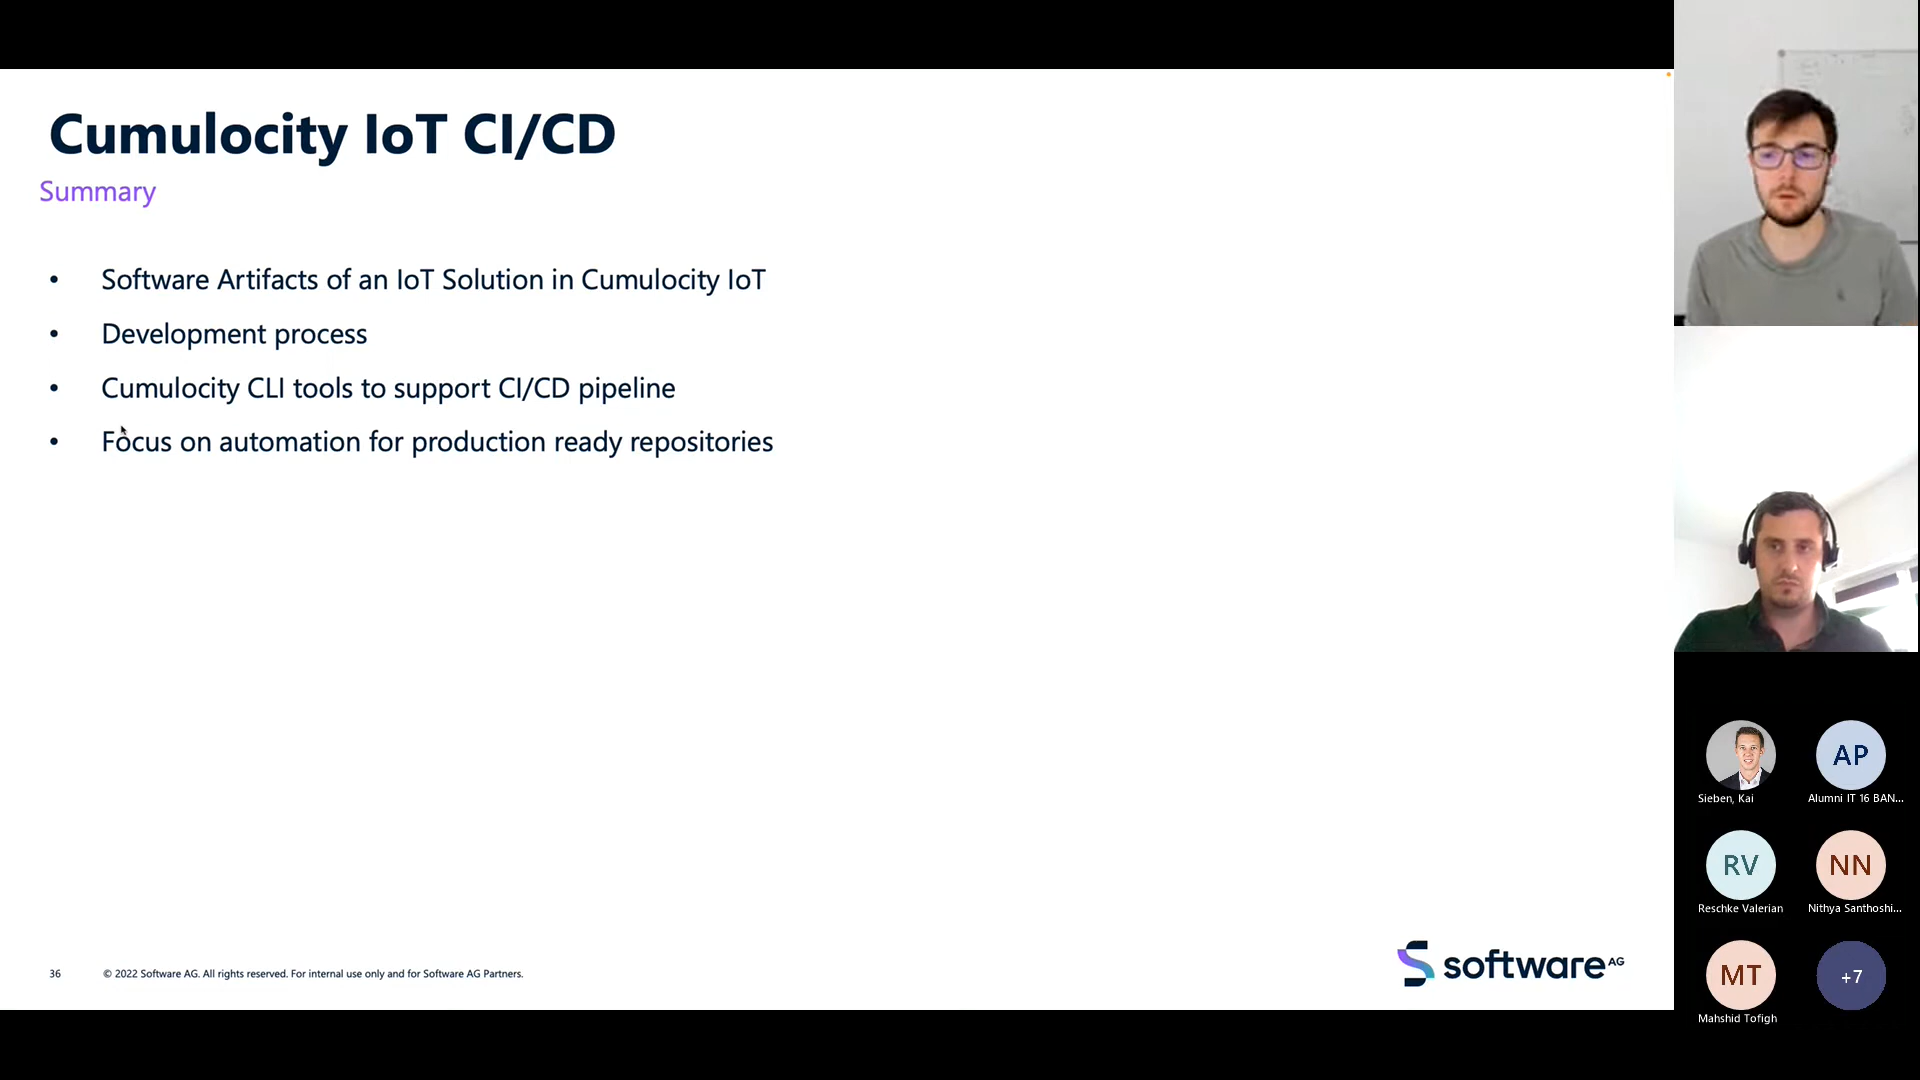 Cumulocity IoT CI/CD
Summary
• Software Artifacts of an IoT Solution in Cumulocity IoT
• Development process
• Cumulocity CLI tools to support CI/CD pipeline
• Focus on automation for production ready repositories
36
© 2022 Software AG. All rights reserved. For internal use only and for Software AG Partners.
software AG
Sieben, Kai
AP
Alumni IT 16 BAN...
RV
Reschke Valerian
NN
Nithya Santhoshi...
MT
Mahshid Tofigh
+7